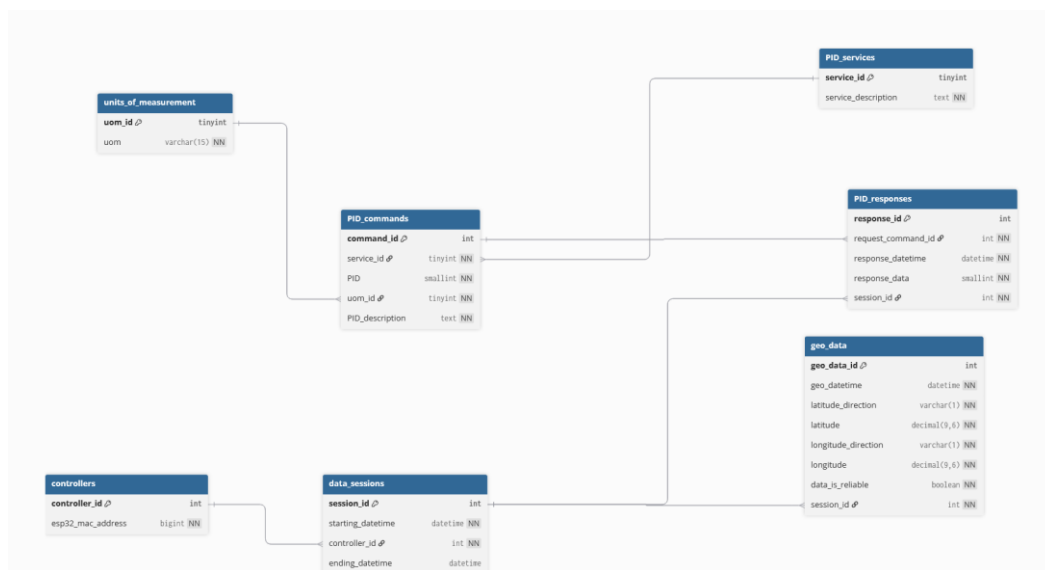 units_of_measurement
uom_id tinyint
uom varchar(15) NN
PID_services
service_id tinyint
service_description text NN
PID_commands
command_id int
service_id tinyint NN
PID smallint NN
uom_id tinyint NN
PID_description text NN
PID_responses
response_id int
request_command_id int NN
response_datetime datetime NN
response_data smallint NN
session_id int NN
geo_data
geo_data_id int
geo_datetime datetime NN
latitude_direction varchar(1) NN
latitude decimal(9,6) NN
longitude_direction varchar(1) NN
longitude decimal(9,6) NN
data_is_reliable boolean NN
session_id int NN
controllers
controller_id int
esp32_mac_address bigint NN
data_sessions
session_id int
starting_datetime datetime NN
controller_id int NN
ending_datetime datetime